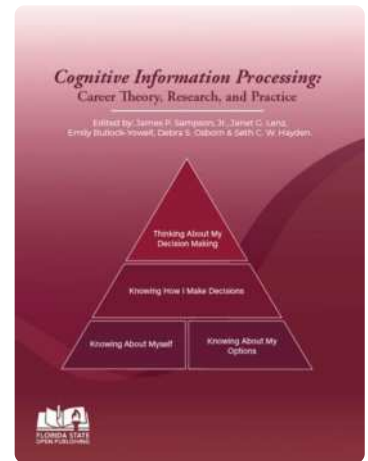 Cognitive Information Processing:
Career Theory, Research, and Practice
Edited by: James P. Sampson, Jr., Janet G. Lenz,
Emily Bullock-Yowell, Debra S. Osborn & Seth C. W. Hayden.
Thinking About My
Decision Making
Knowing How I Make Decisions
Knowing About Myself
Knowing About My
Options
FLORIDA STATE
OPEN PUBLISHING